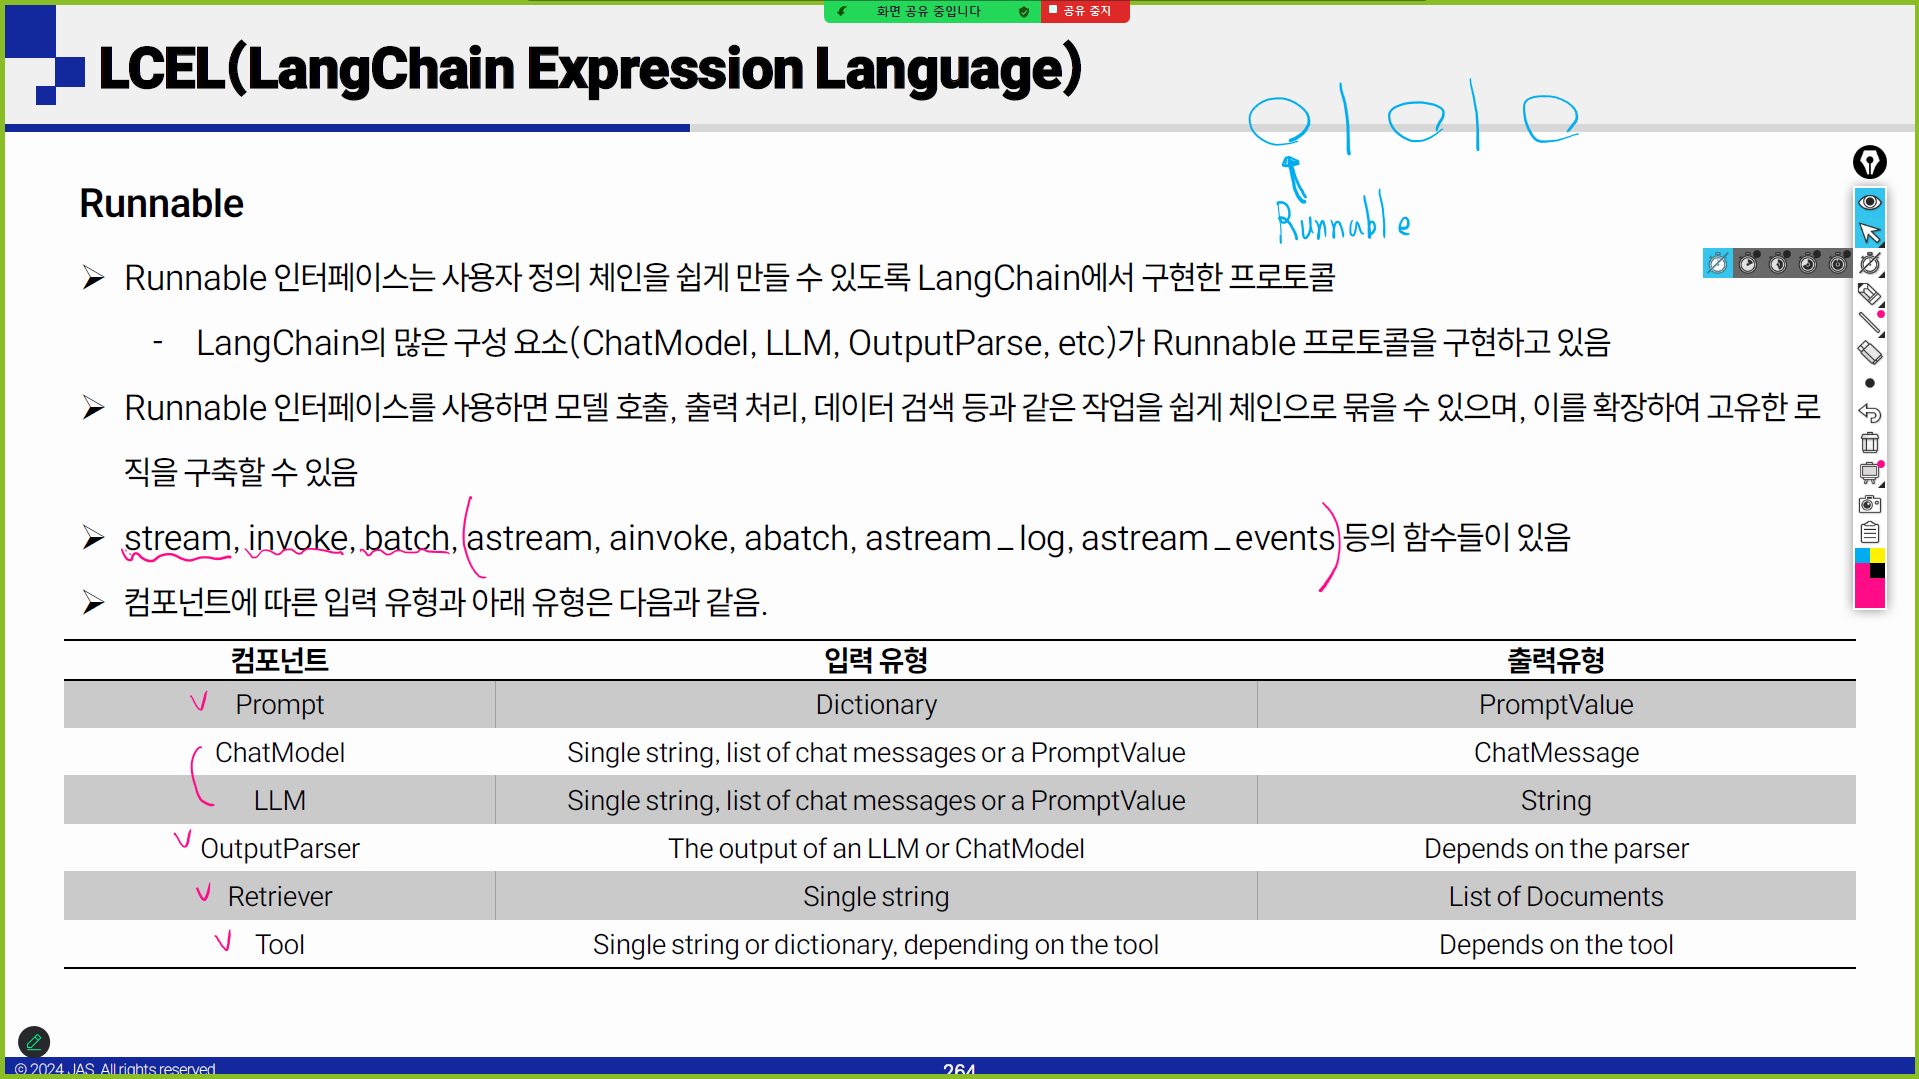 화면 공유 중입니다 공유 중지
LCEL(LangChain Expression Language)
Runnable
Runnable
➢ Runnable 인터페이스는 사용자 정의 체인을 쉽게 만들 수 있도록 LangChain에서 구현한 프로토콜
- LangChain의 많은 구성 요소(ChatModel, LLM, OutputParse, etc)가 Runnable 프로토콜을 구현하고 있음
➢ Runnable 인터페이스를 사용하면 모델 호출, 출력 처리, 데이터 검색 등과 같은 작업을 쉽게 체인으로 묶을 수 있으며, 이를 확장하여 고유한 로
직을 구축할 수 있음
➢ stream, invoke, batch, astream, ainvoke, abatch, astream_log, astream_events 등의 함수들이 있음
➢ 컴포넌트에 따른 입력 유형과 아래 유형은 다음과 같음.
컴포넌트 입력 유형 출력유형
Prompt Dictionary PromptValue
ChatModel Single string, list of chat messages or a PromptValue ChatMessage
LLM Single string, list of chat messages or a PromptValue String
OutputParser The output of an LLM or ChatModel Depends on the parser
Retriever Single string List of Documents
Tool Single string or dictionary, depending on the tool Depends on the tool
© 2024 JAS. All rights reserved 264